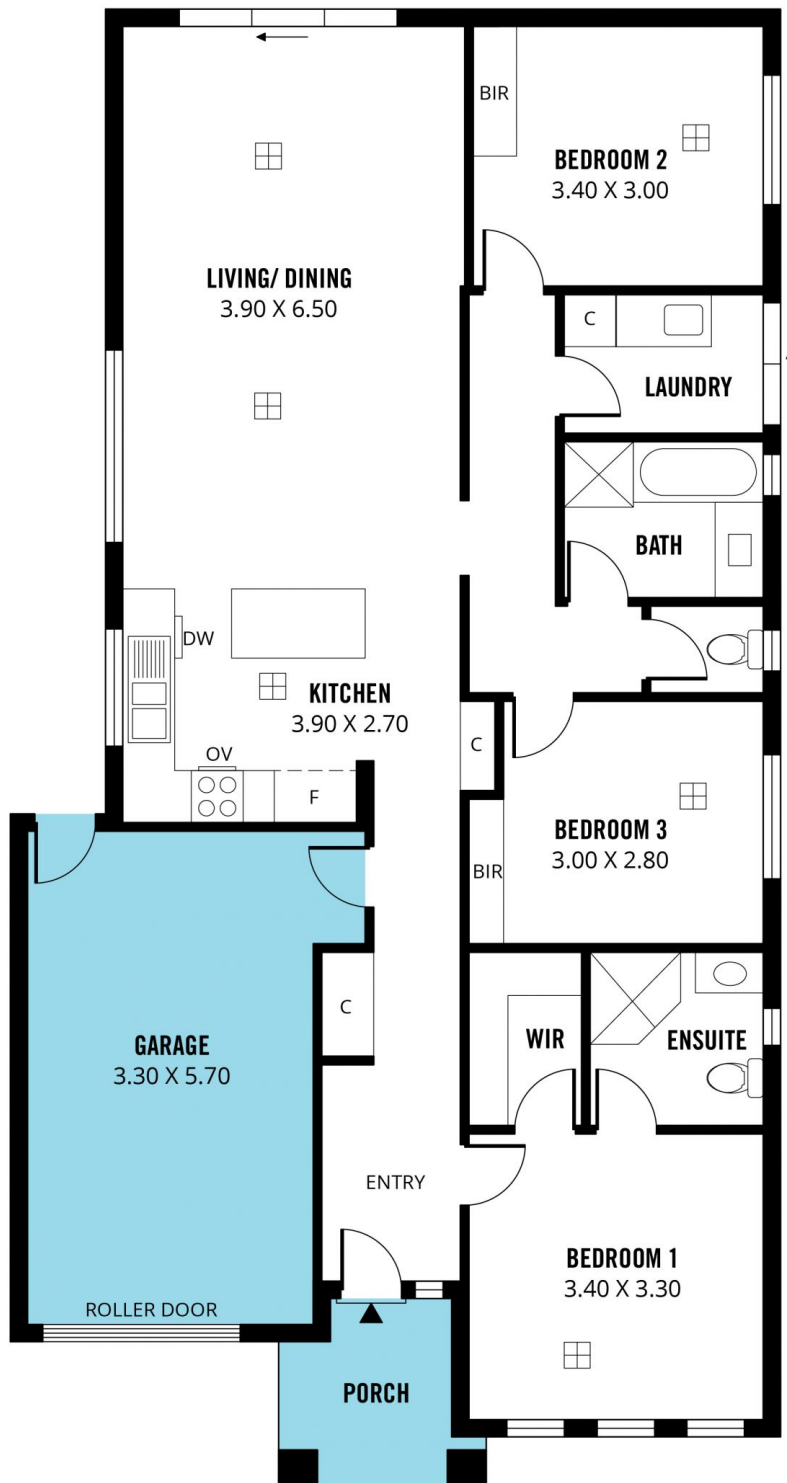 BIR
BEDROOM 2
3.40 X 3.00
LIVING/ DINING
3.90 X 6.50
C
LAUNDRY
BATH
DW
KITCHEN
3.90 X 2.70
OV
F
C
BEDROOM 3
3.00 X 2.80
BIR
C
GARAGE
3.30 X 5.70
WIR
ENSUITE
ENTRY
BEDROOM 1
3.40 X 3.30
ROLLER DOOR
PORCH